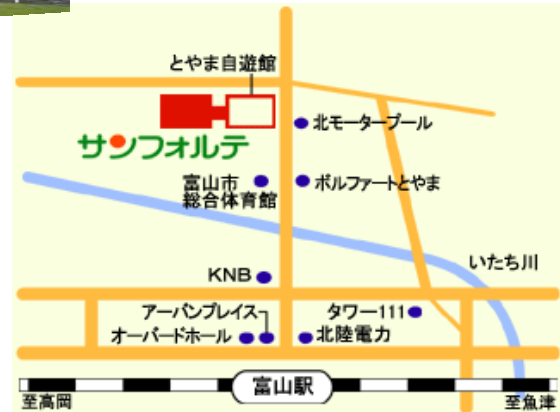 とやま自遊館
サンフォルテ
北モータープール
富山市
総合体育館
ボルファートとやま
いたち川
KNB
アーバンプレイス
タワー111
オーバードホール
北陸電力
富山駅
至高岡
至魚津